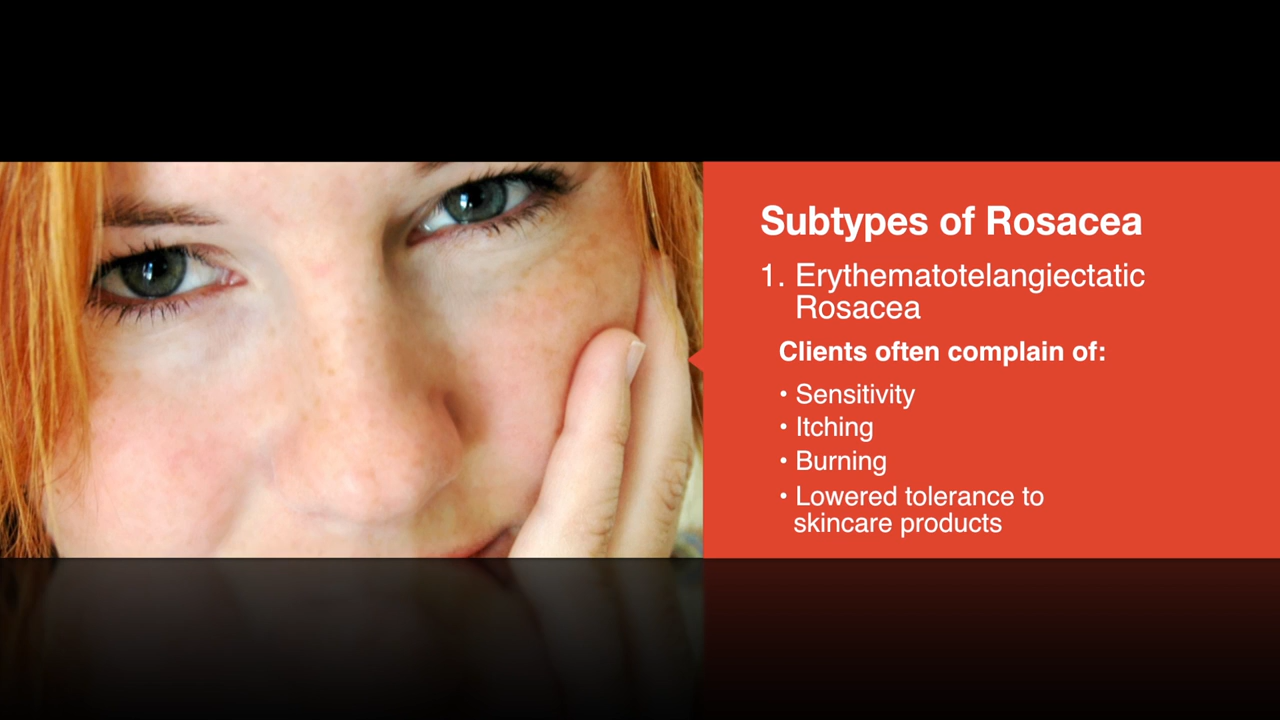 Subtypes of Rosacea
1. Erythematotelangiectatic
Rosacea
Clients often complain of:
• Sensitivity
• Itching
• Burning
• Lowered tolerance to
skincare products